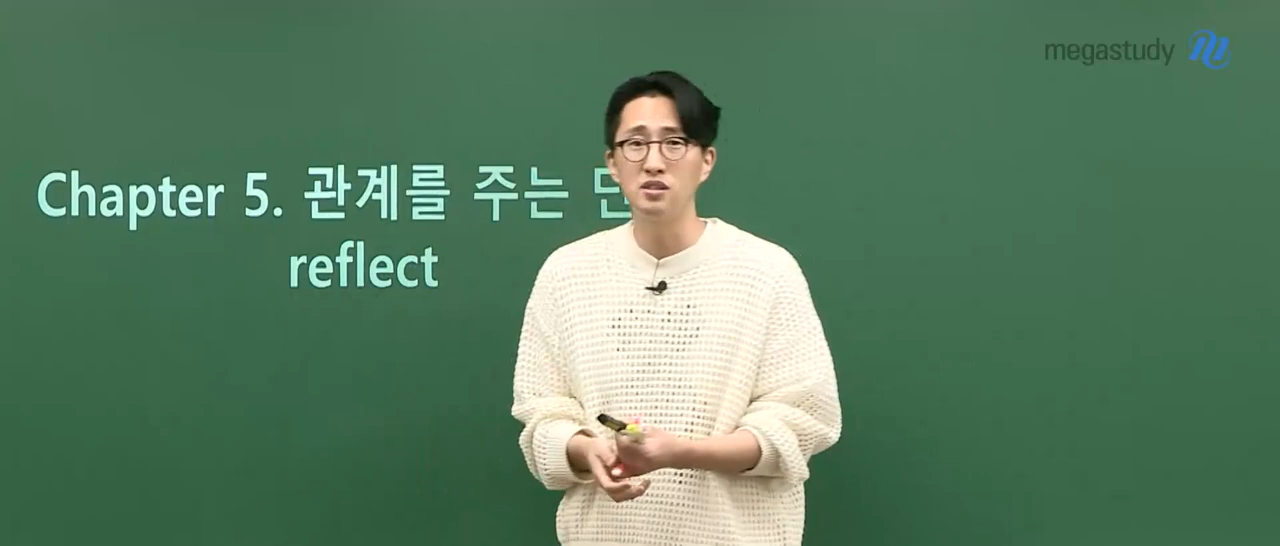 megastudy
Chapter 5. 관계를 주는
reflect